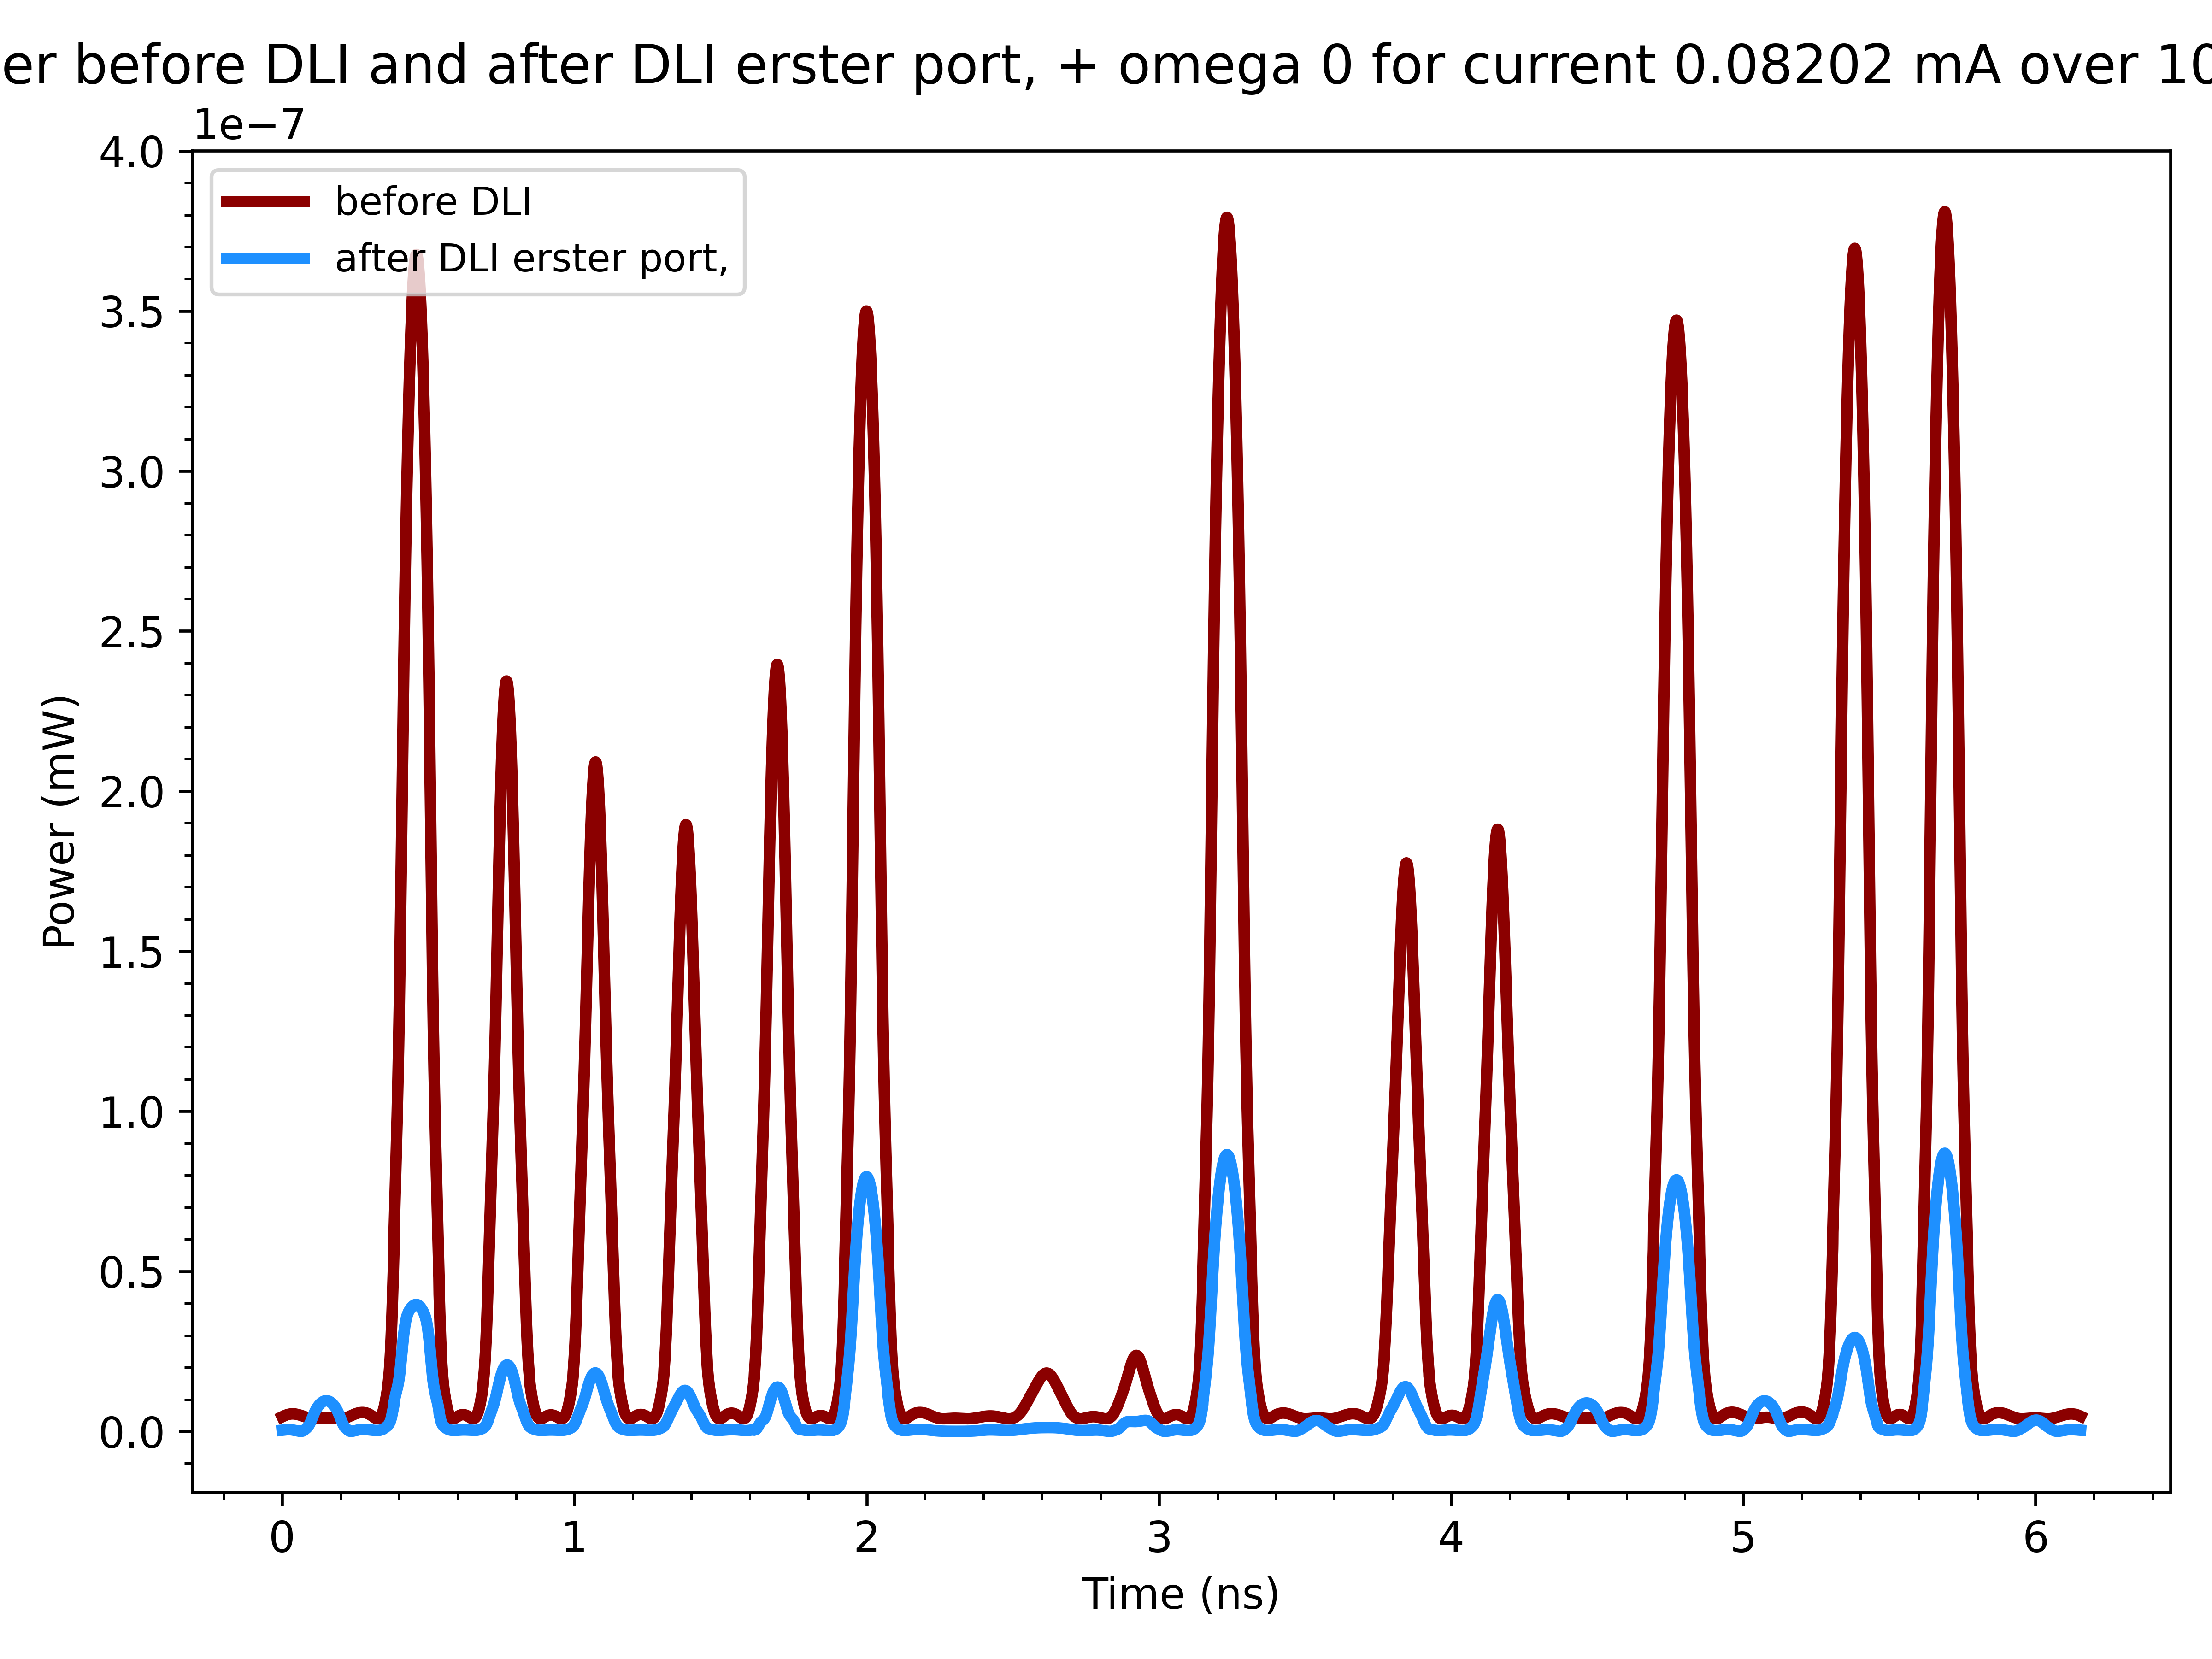 er before DLI and after DLI erster port, + omega 0 for current 0.08202 mA over 10
1e−7
4.0
3.5
3.0
2.5
2.0
1.5
1.0
0.5
0.0
Power (mW)
before DLI
after DLI erster port,
0 1 2 3 4 5 6
Time (ns)